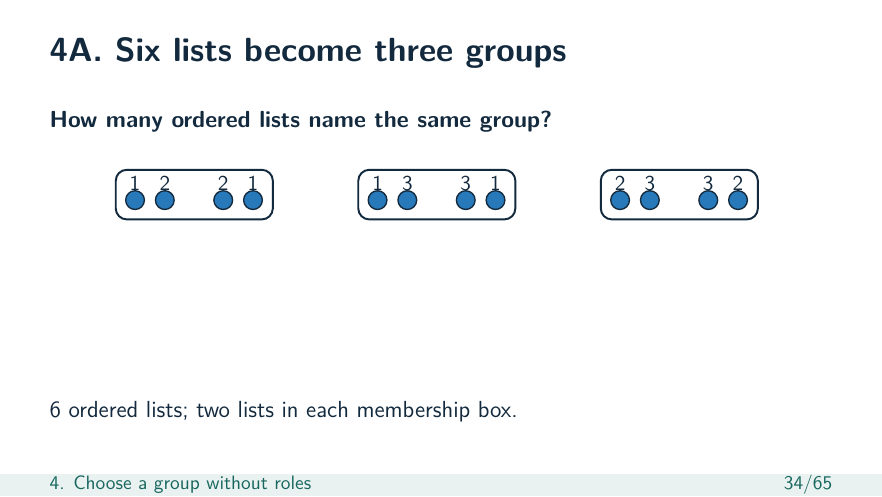 4A. Six lists become three groups
How many ordered lists name the same group?
1 2 2 1 1 3 3 1 2 3 3 2
6 ordered lists; two lists in each membership box.
4. Choose a group without roles 34/65